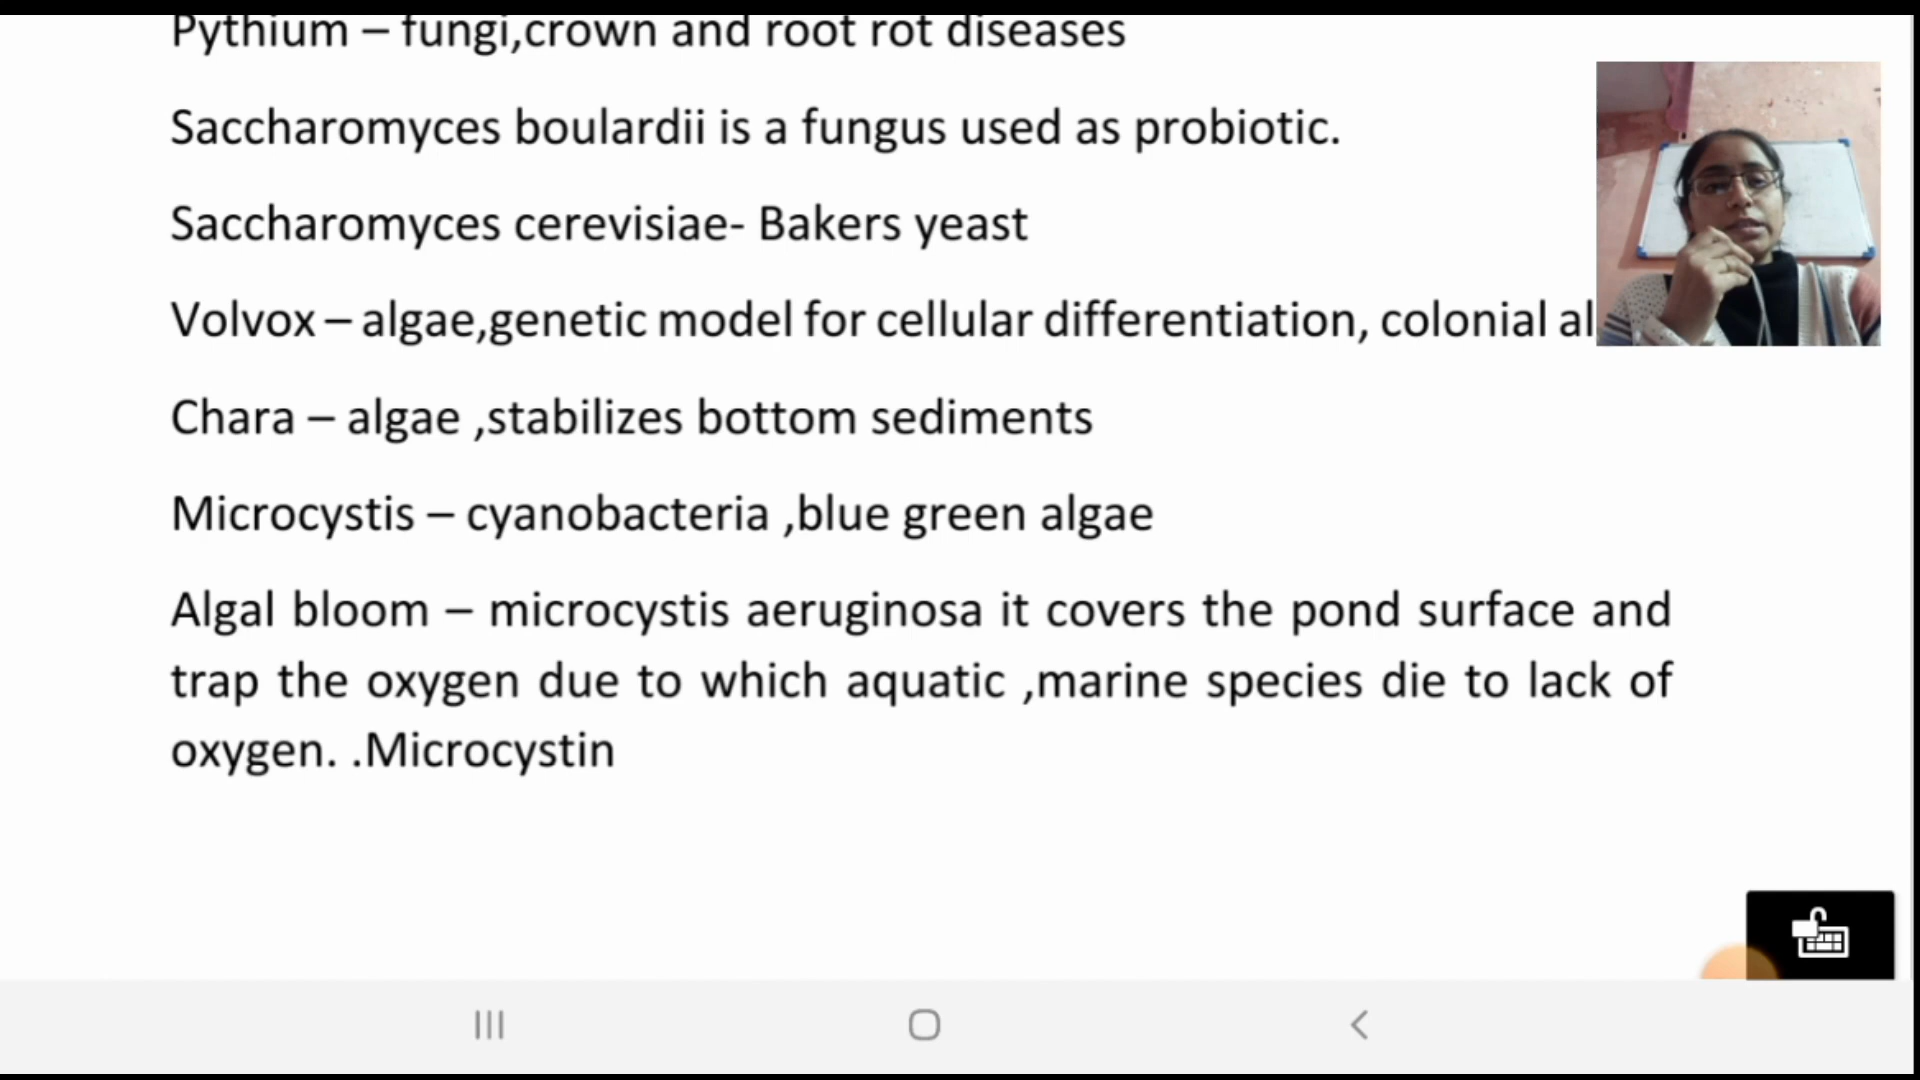 Pythium – fungi,crown and root rot diseases
Saccharomyces boulardii is a fungus used as probiotic.
Saccharomyces cerevisiae- Bakers yeast
Volvox – algae,genetic model for cellular differentiation, colonial al
Chara – algae ,stabilizes bottom sediments
Microcystis – cyanobacteria ,blue green algae
Algal bloom – microcystis aeruginosa it covers the pond surface and
trap the oxygen due to which aquatic ,marine species die to lack of
oxygen. .Microcystin